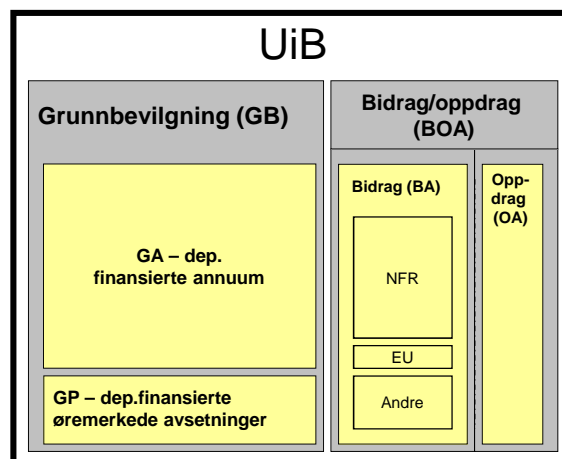 UiB
Grunnbevilgning (GB)
GA – dep.
finansierte annuum
GP – dep.finansierte
øremerkede avsetninger
Bidrag/oppdrag
(BOA)
Bidrag (BA)
NFR
EU
Andre
Opp-
drag
(OA)